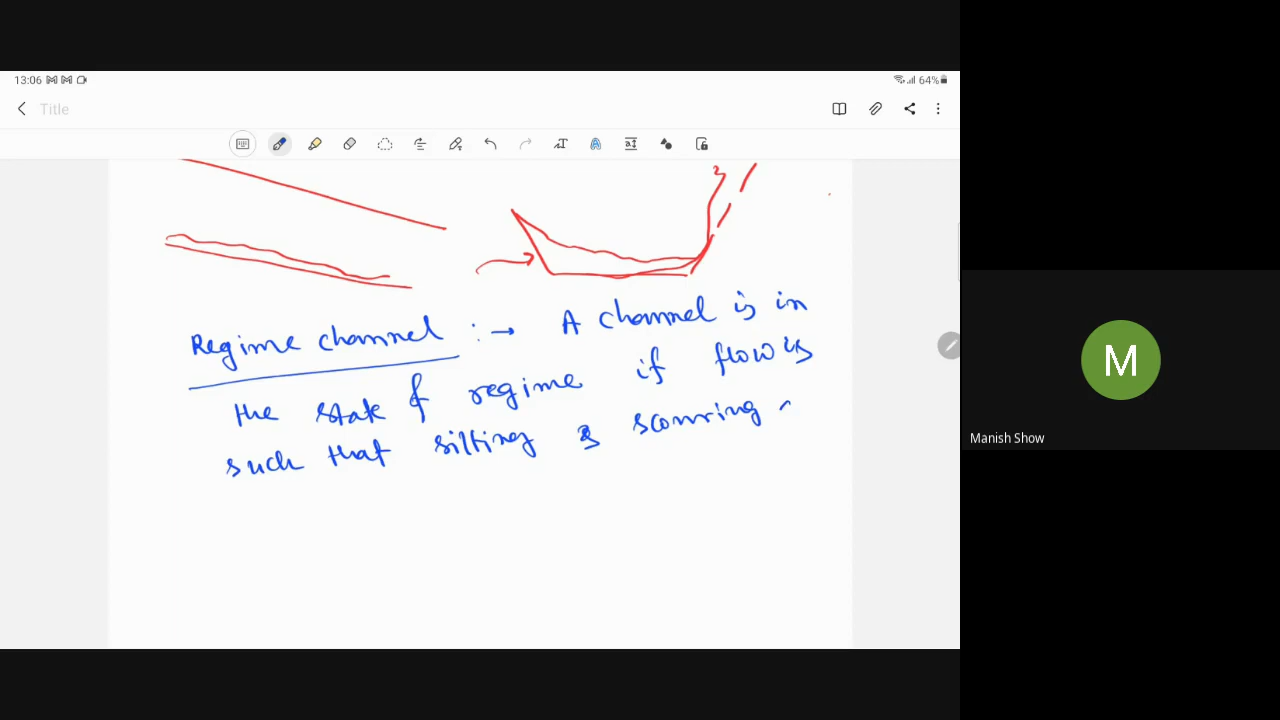 13:06
64%
Title
Regime channel :→ A channel is in
the state of regime if flow is
such that silting & scouring
M
Manish Show